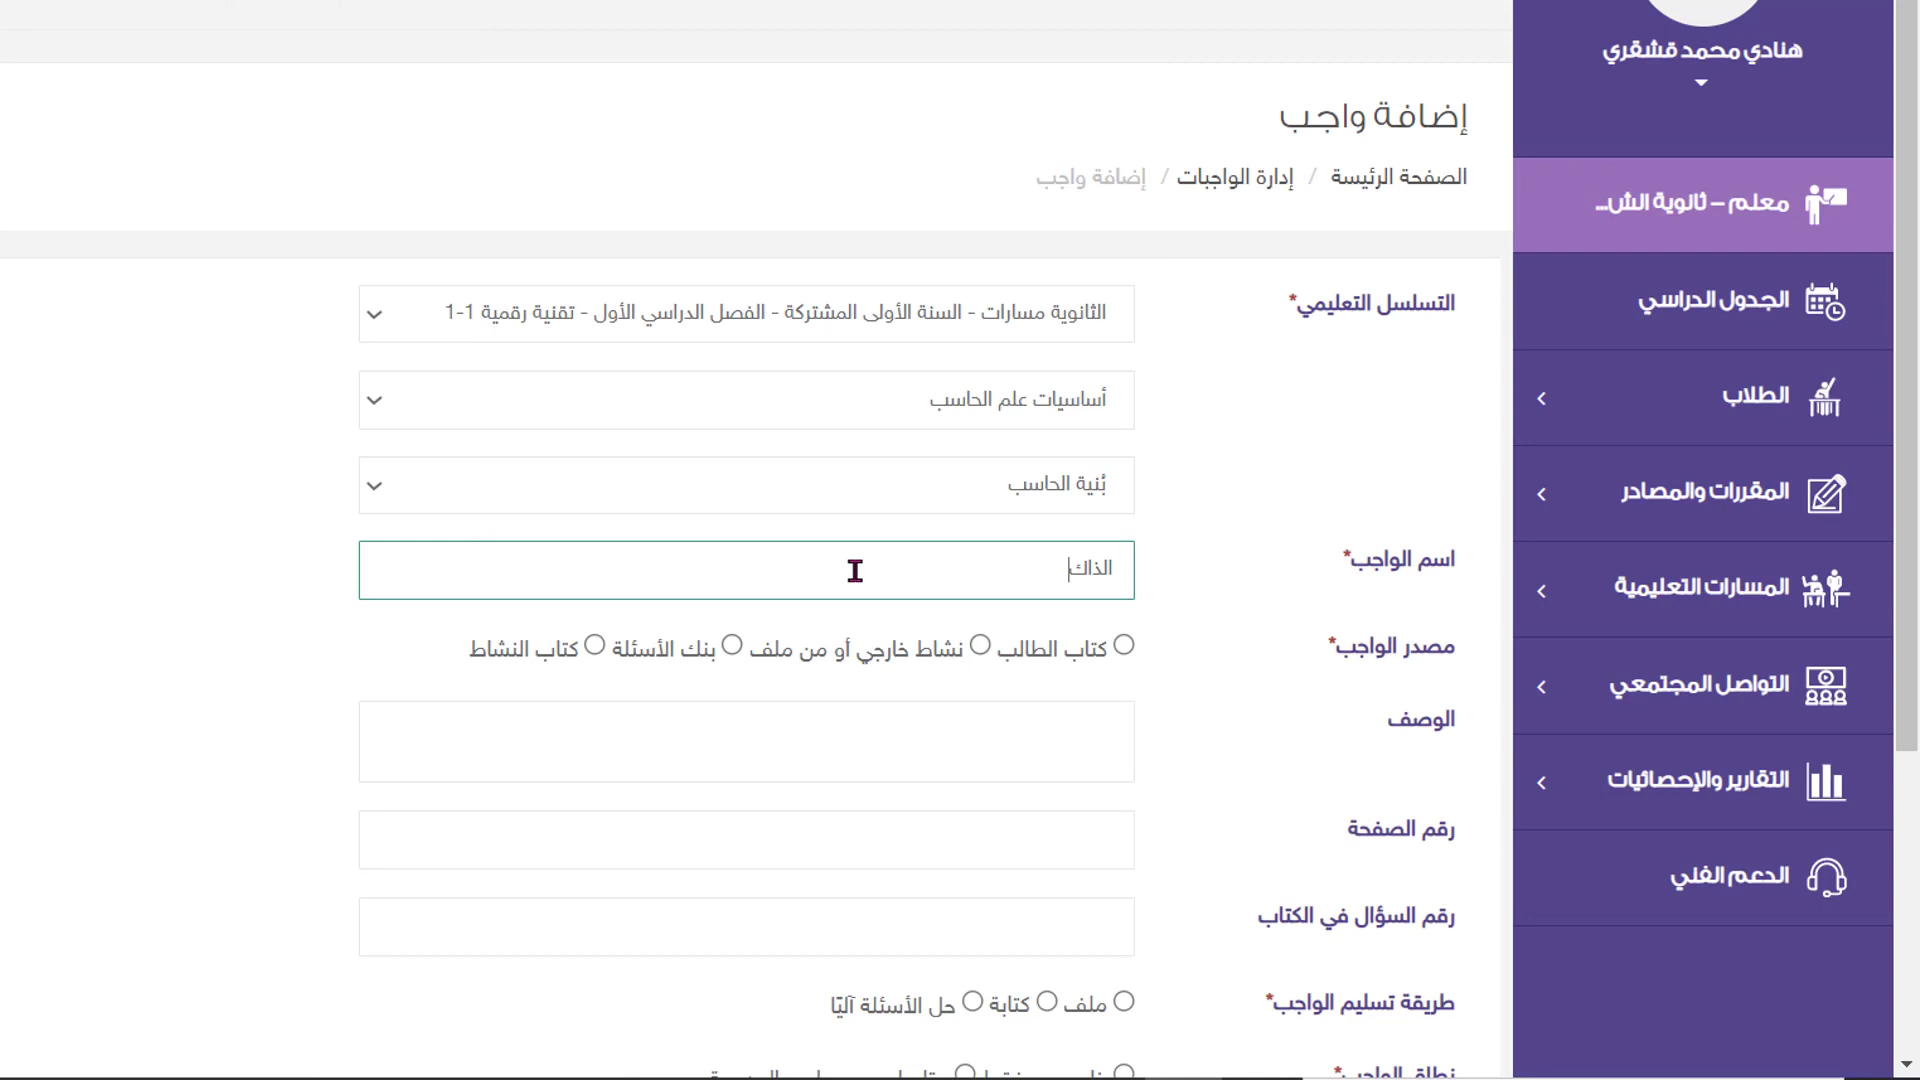 هنادي محمد قشقري
معلم – ثانوية الش...
الجدول الدراسي
الطلاب
المقررات والمصادر
المسارات التعليمية
التواصل المجتمعي
التقارير والإحصائيات
الدعم الفني
إضافة واجب
الصفحة الرئيسة / إدارة الواجبات / إضافة واجب
التسلسل التعليمي*
الثانوية مسارات - السنة الأولى المشتركة - الفصل الدراسي الأول - تقنية رقمية 1-1
أساسيات علم الحاسب
بُنية الحاسب
اسم الواجب*
الذاك
مصدر الواجب*
كتاب الطالب نشاط خارجي أو من ملف بنك الأسئلة كتاب النشاط
الوصف
رقم الصفحة
رقم السؤال في الكتاب
طريقة تسليم الواجب*
ملف كتابة حل الأسئلة آليًا
نطاق الواجب*